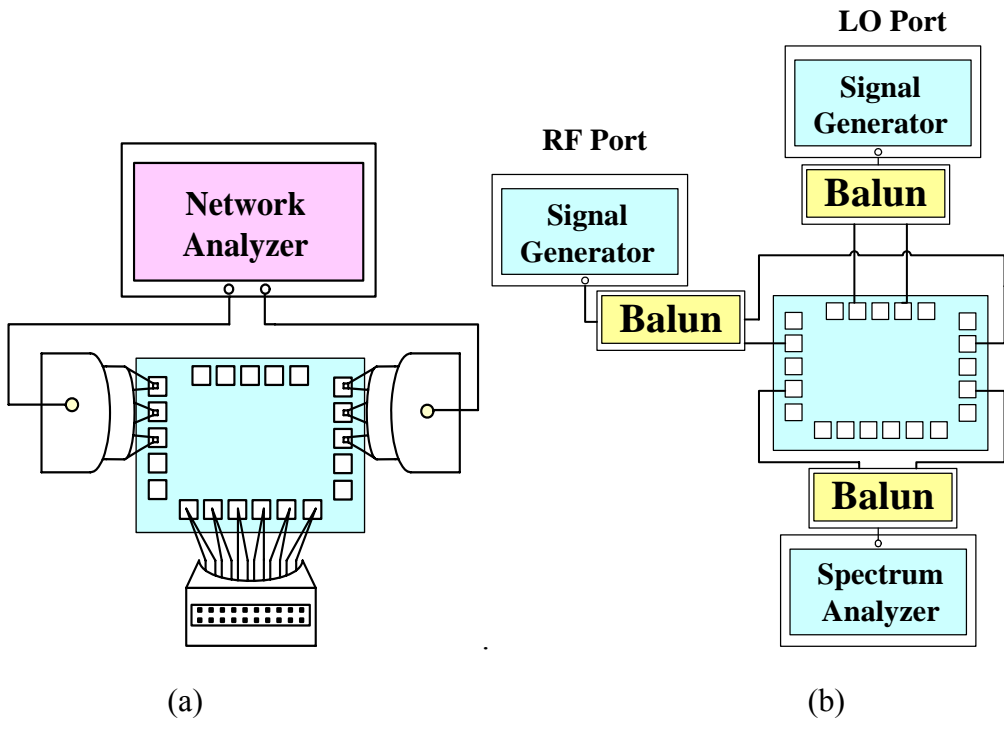 Network
Analyzer
(a)
LO Port
Signal
Generator
Balun
RF Port
Signal
Generator
Balun
Balun
Spectrum
Analyzer
(b)